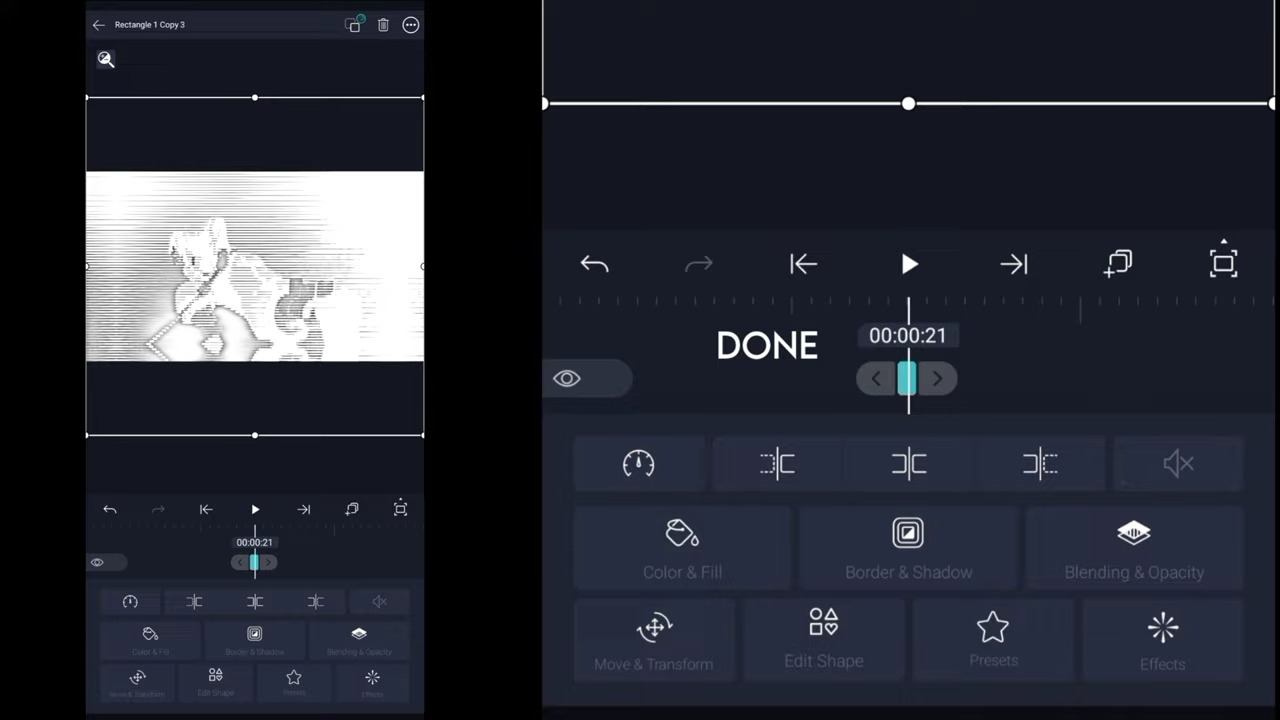 Rectangle 1 Copy 3
00:00:21
Color & Fill
Border & Shadow
Blending & Opacity
Move & Transform
Edit Shape
Presets
Effects
DONE
00:00:21
Color & Fill
Border & Shadow
Blending & Opacity
Move & Transform
Edit Shape
Presets
Effects